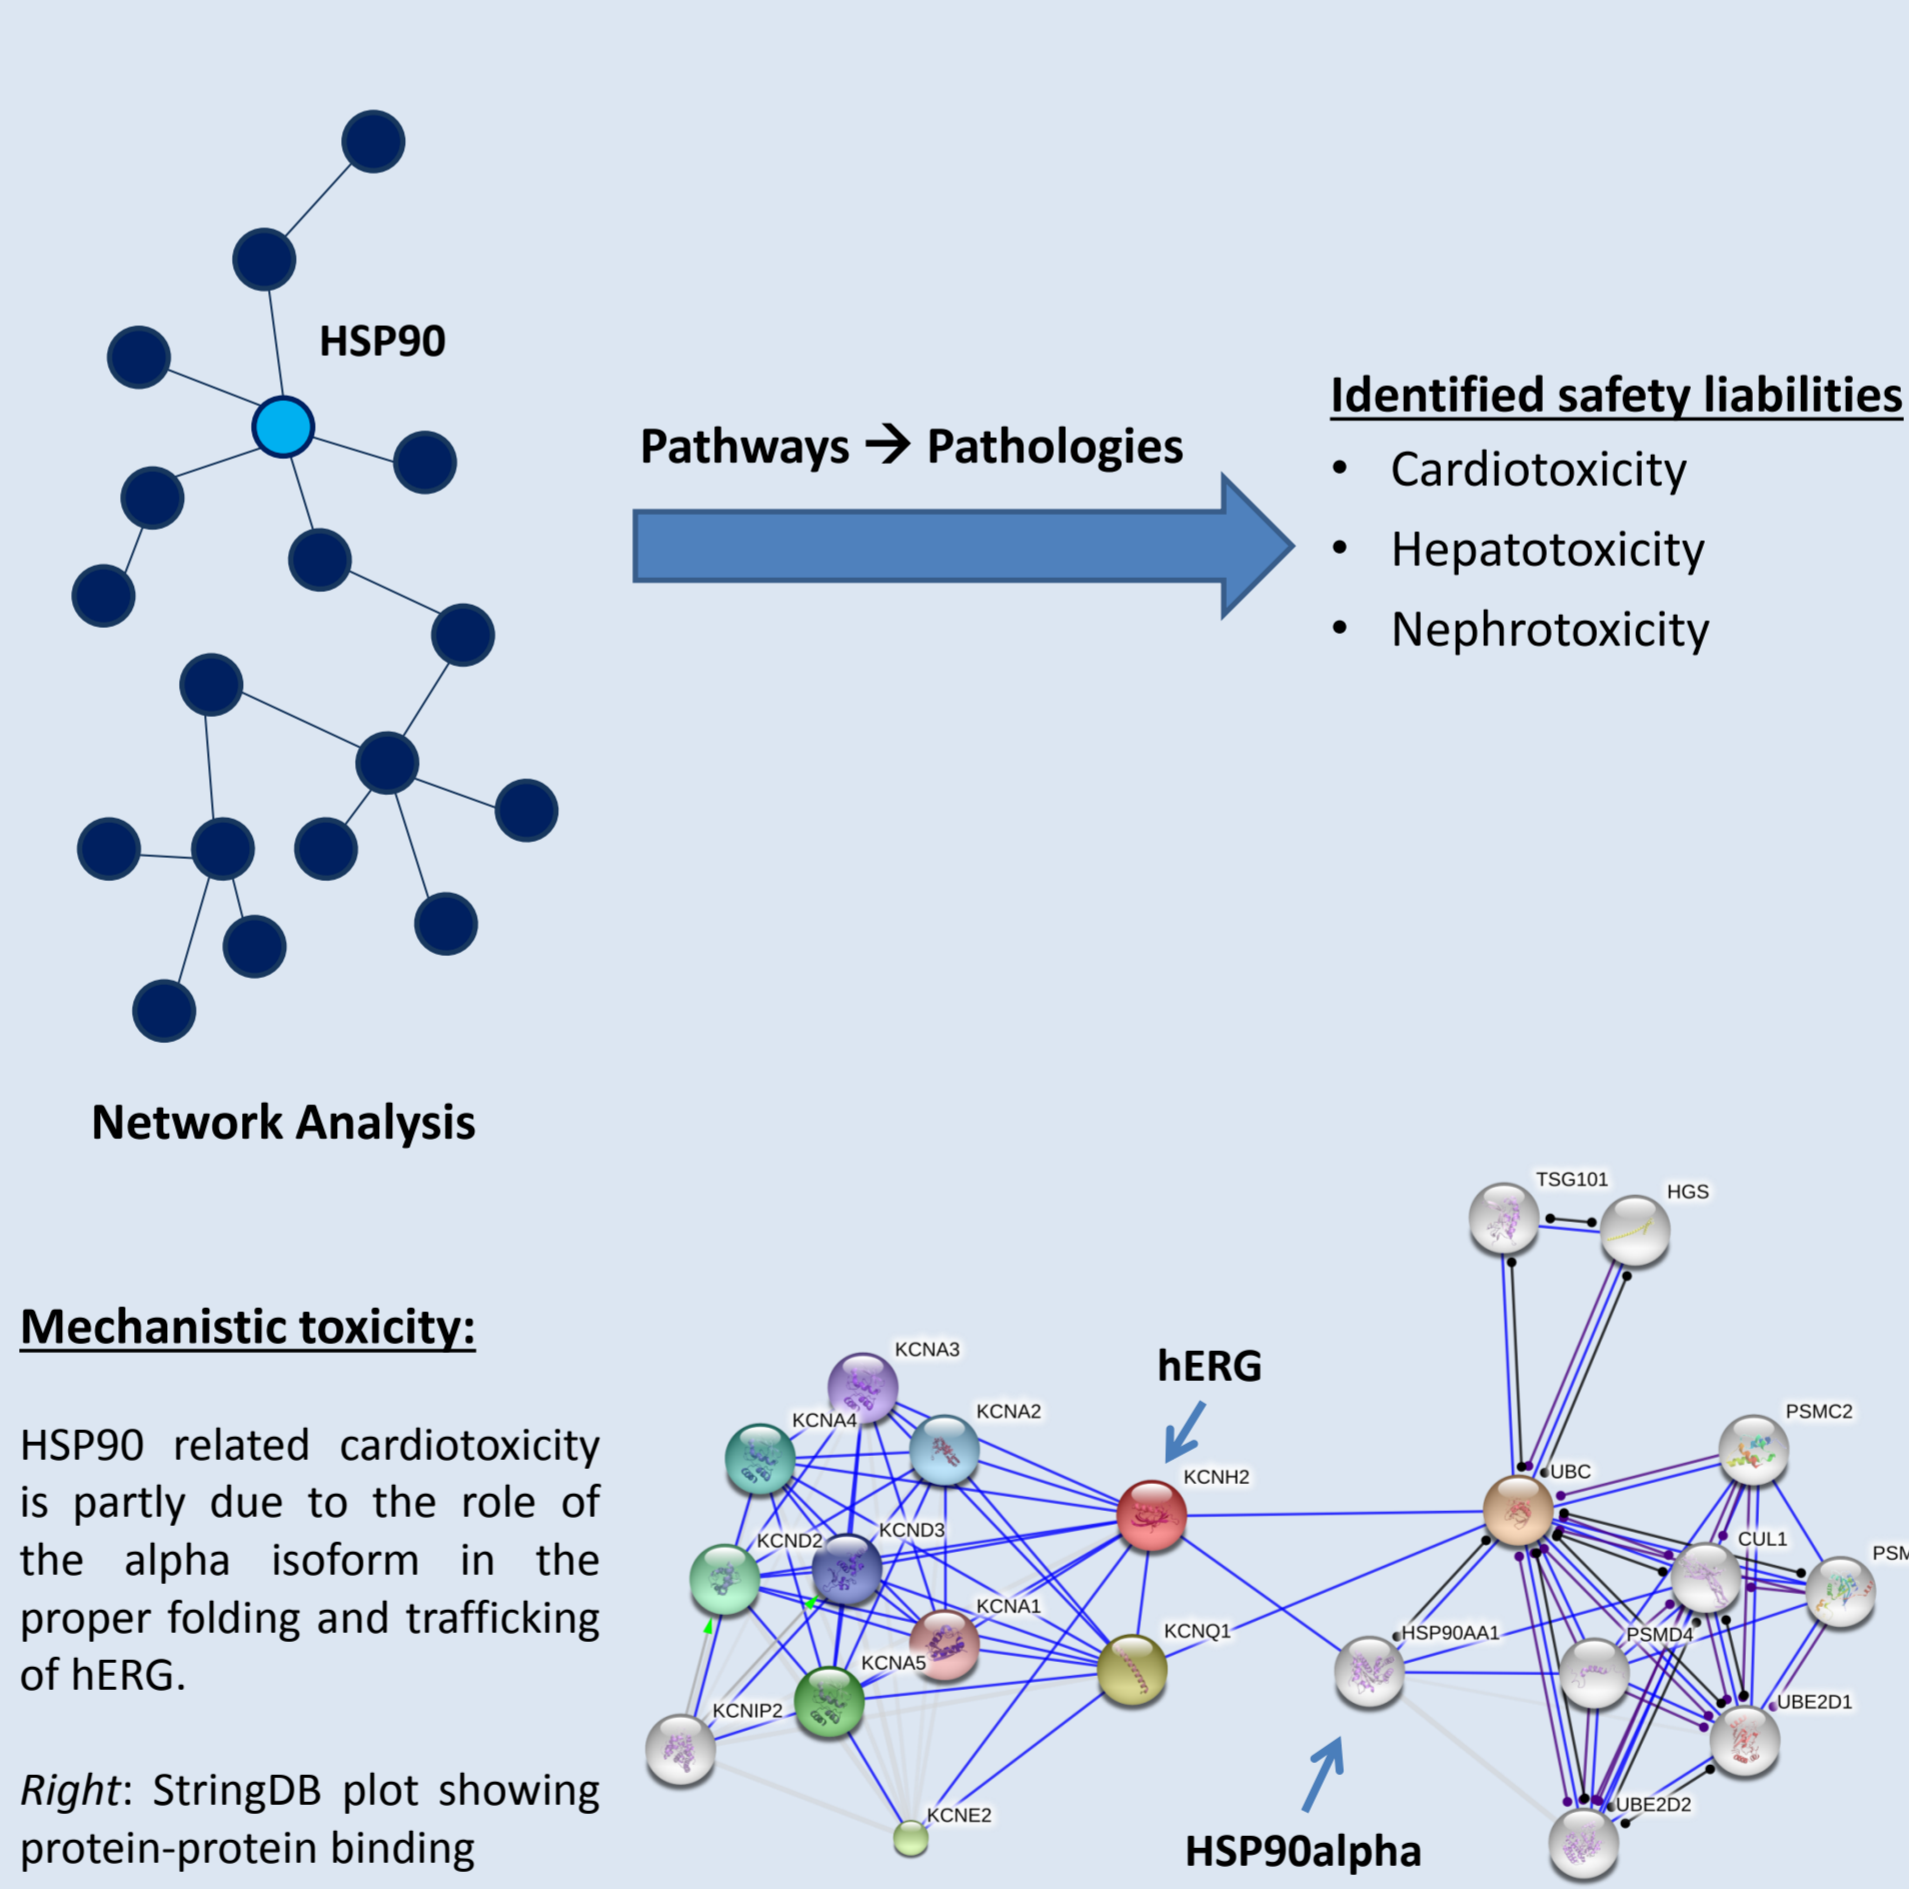 HSP90
Pathways → Pathologies
Identified safety liabilities
• Cardiotoxicity
• Hepatotoxicity
• Nephrotoxicity
Network Analysis
Mechanistic toxicity:
HSP90 related cardiotoxicity
is partly due to the role of
the alpha isoform in the
proper folding and trafficking
of hERG.
Right: StringDB plot showing
protein-protein binding
TSG101
HGS
KCNA3
hERG
KCNA4
KCNA2
PSMC2
KCNH2
UBC
KCND2
KCND3
CUL1
PSM
KCNA1
KCNQ1
HSP90AA1
PSMD4
KCNA5
KCNIP2
UBE2D1
KCNE2
UBE2D2
HSP90alpha